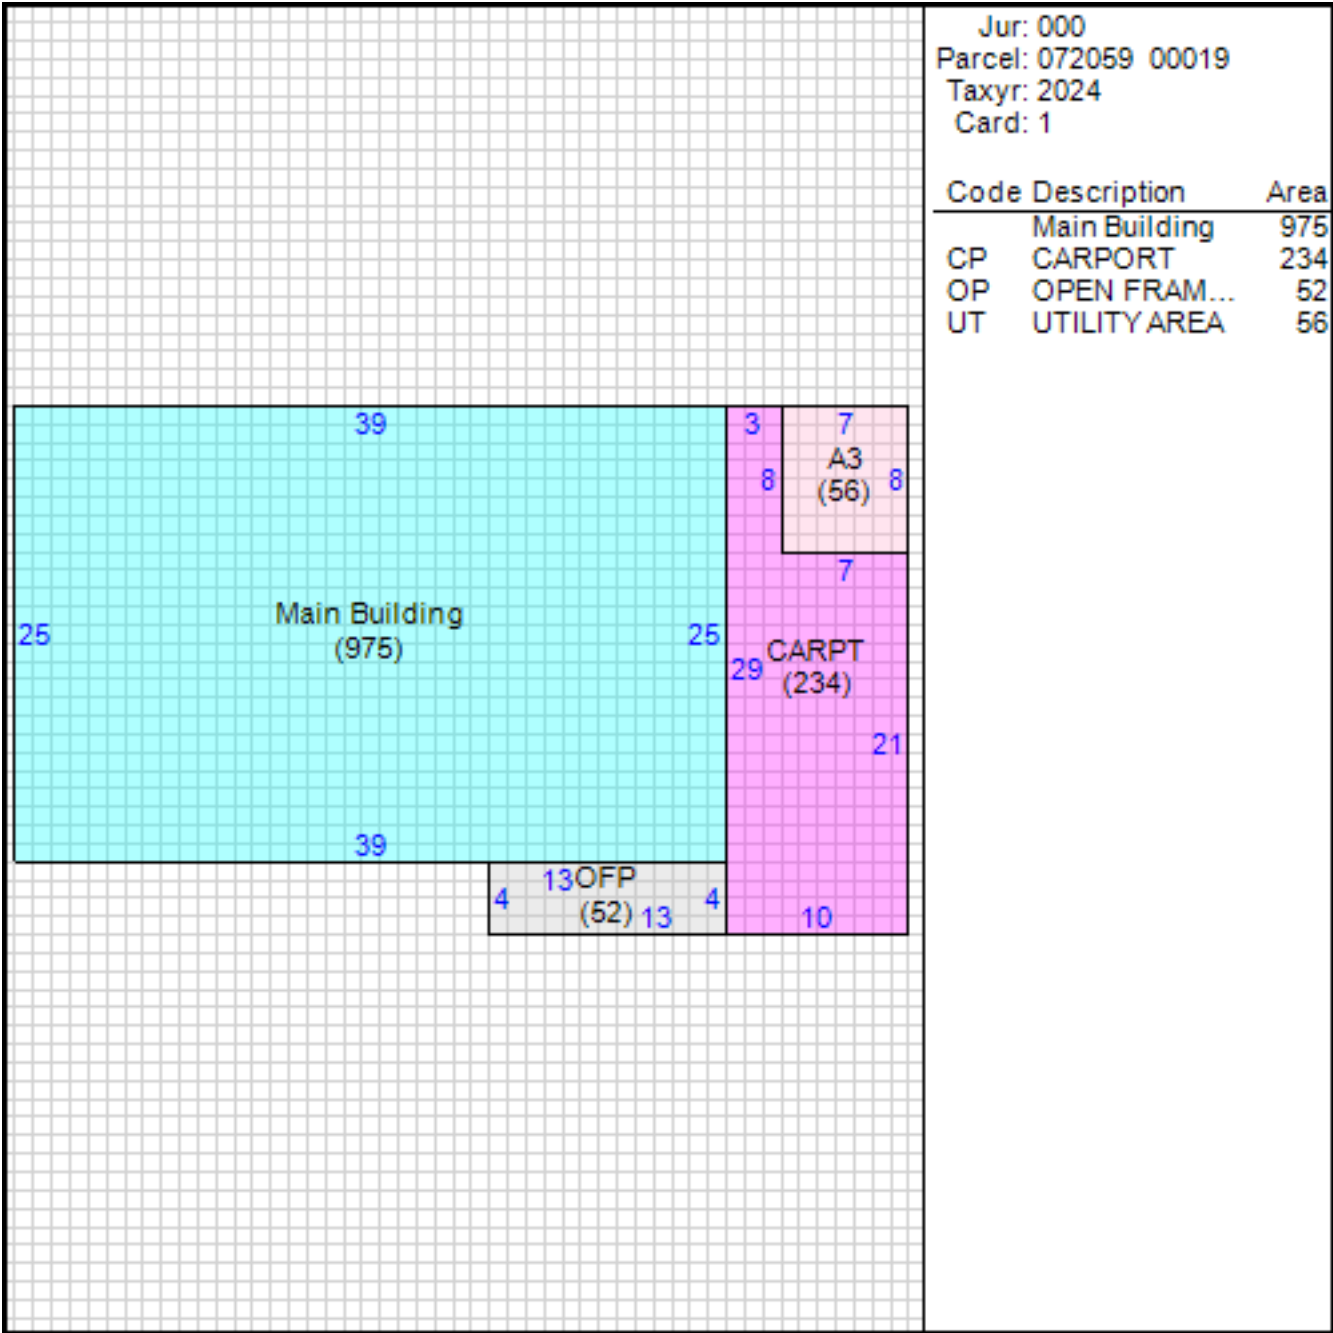 Jur: 000
Parcel: 072059 00019
Taxyr: 2024
Card: 1
Code Description Area
Main Building 975
CP CARPORT 234
OP OPEN FRAM... 52
UT UTILITY AREA 56
39 3 7
A3
8 (56) 8
7
Main Building
25 (975) 25
CARPT
29 (234)
21
39
13 OFP
4 (52) 13 4 10